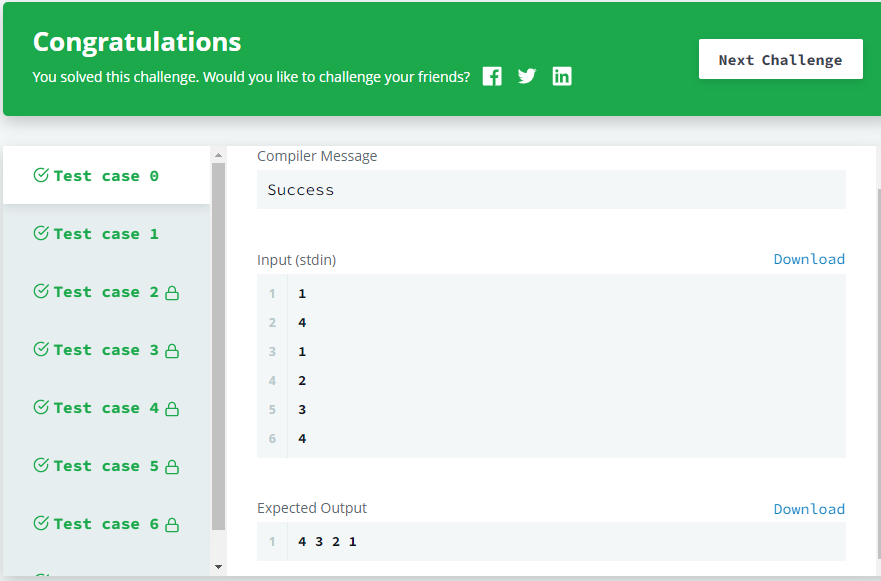 Congratulations
You solved this challenge. Would you like to challenge your friends?
Next Challenge
Test case 0
Test case 1
Test case 2
Test case 3
Test case 4
Test case 5
Test case 6
Compiler Message
Success
Input (stdin)
Download
1 1
2 4
3 1
4 2
5 3
6 4
Expected Output
Download
1 4 3 2 1